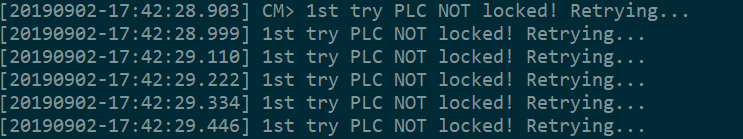 [20190902-17:42:28.903] CM> 1st try PLC NOT locked! Retrying...
[20190902-17:42:28.999] 1st try PLC NOT locked! Retrying...
[20190902-17:42:29.110] 1st try PLC NOT locked! Retrying...
[20190902-17:42:29.222] 1st try PLC NOT locked! Retrying...
[20190902-17:42:29.334] 1st try PLC NOT locked! Retrying...
[20190902-17:42:29.446] 1st try PLC NOT locked! Retrying...